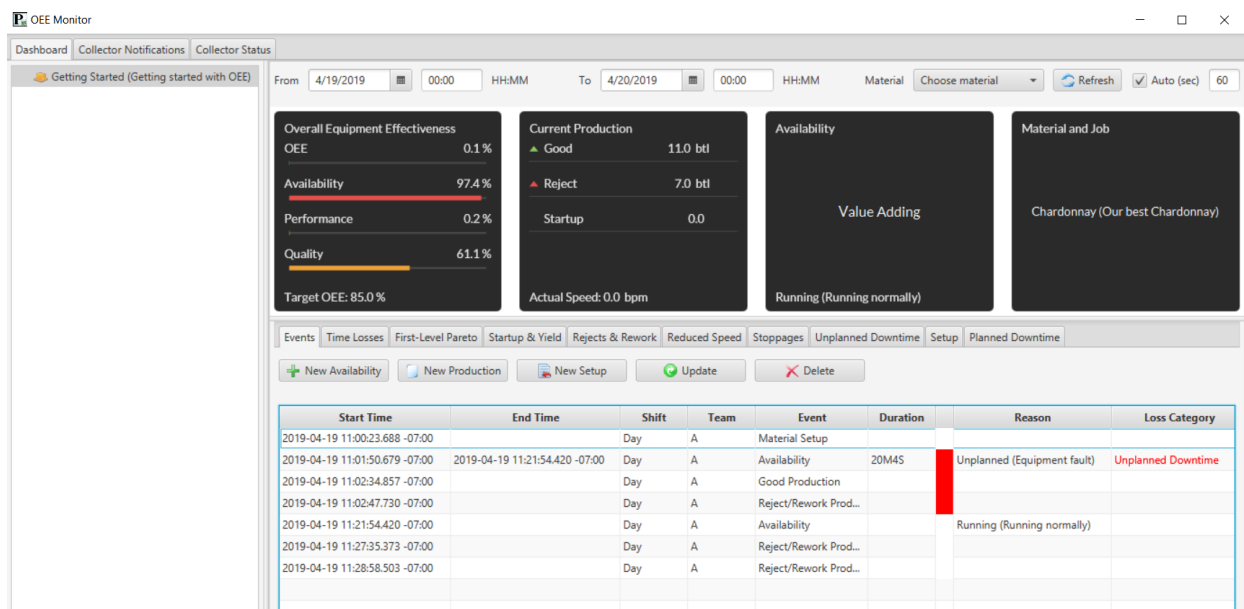 OEE Monitor
Dashboard Collector Notifications Collector Status
Getting Started (Getting started with OEE)
From 4/19/2019 00:00 HH:MM To 4/20/2019 00:00 HH:MM Material Choose material Refresh Auto (sec) 60
Overall Equipment Effectiveness
OEE 0.1 %
Availability 97.4 %
Performance 0.2 %
Quality 61.1 %
Target OEE: 85.0 %
Current Production
Good 11.0 btl
Reject 7.0 btl
Startup 0.0
Actual Speed: 0.0 bpm
Availability
Value Adding
Running (Running normally)
Material and Job
Chardonnay (Our best Chardonnay)
Events Time Losses First-Level Pareto Startup & Yield Rejects & Rework Reduced Speed Stoppages Unplanned Downtime Setup Planned Downtime
New Availability New Production New Setup Update Delete
Start Time End Time Shift Team Event Duration Reason Loss Category
2019-04-19 11:00:23.688 -07:00 Day A Material Setup
2019-04-19 11:01:50.679 -07:00 2019-04-19 11:21:54.420 -07:00 Day A Availability 20M4S Unplanned (Equipment fault) Unplanned Downtime
2019-04-19 11:02:34.857 -07:00 Day A Good Production
2019-04-19 11:02:47.730 -07:00 Day A Reject/Rework Prod...
2019-04-19 11:21:54.420 -07:00 Day A Availability Running (Running normally)
2019-04-19 11:27:35.373 -07:00 Day A Reject/Rework Prod...
2019-04-19 11:28:58.503 -07:00 Day A Reject/Rework Prod...